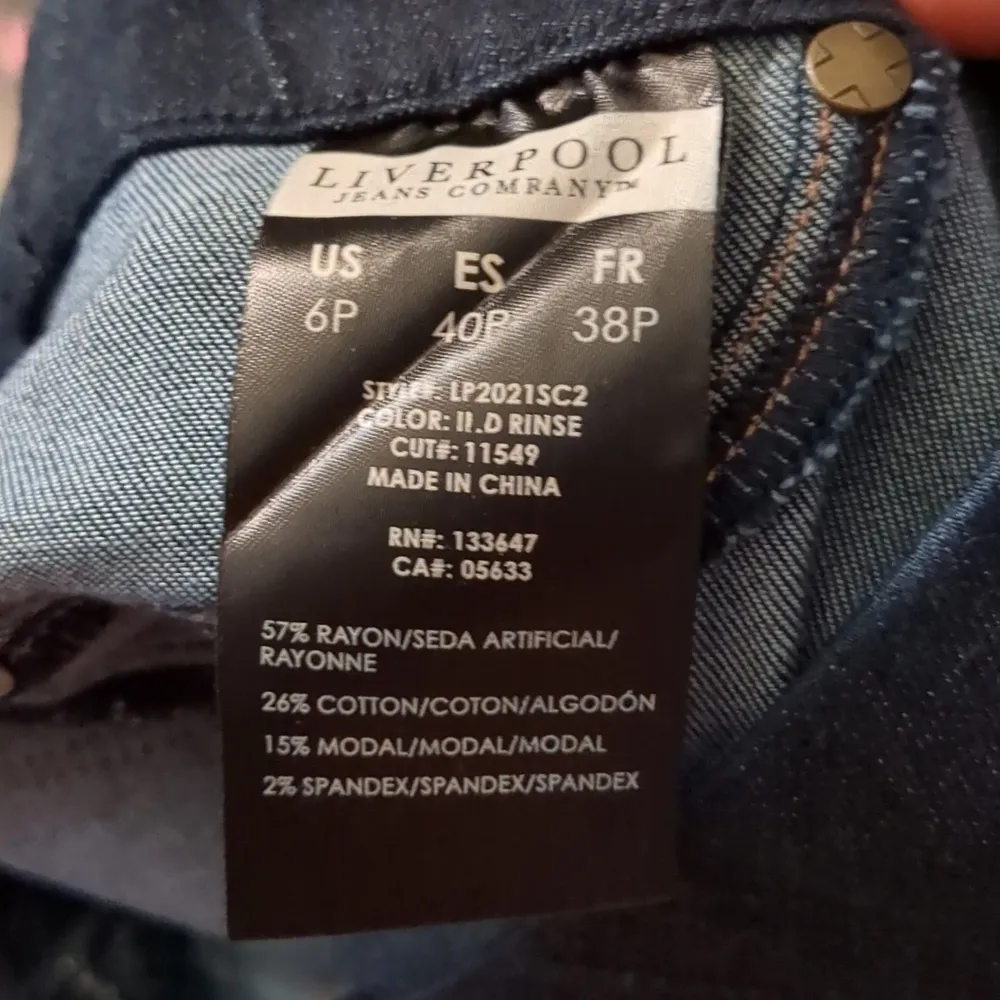 LIVERPOOL
JEANS COMPANY™
US ES FR
6P 40P 38P
STYLE#: LP2021SC2
COLOR: II.D RINSE
CUT#: 11549
MADE IN CHINA
RN#: 133647
CA#: 05633
57% RAYON/SEDA ARTIFICIAL/
RAYONNE
26% COTTON/COTON/ALGODÓN
15% MODAL/MODAL/MODAL
2% SPANDEX/SPANDEX/SPANDEX